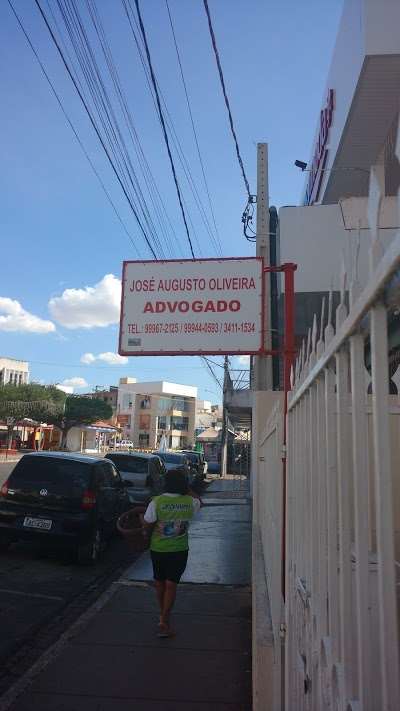 JOSÉ AUGUSTO OLIVEIRA
ADVOGADO
TEL.: 99967-2125 / 99944-0593 / 3411-1534